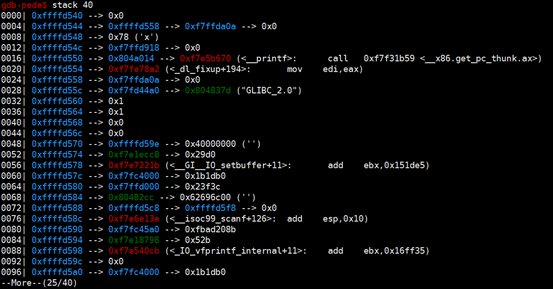 gdb-peda$ stack 40
0000| 0xffffd540 --> 0x0
0004| 0xffffd544 --> 0xffffd558 --> 0xf7ffda0a --> 0x0
0008| 0xffffd548 --> 0x78 ('x')
0012| 0xffffd54c --> 0xf7ffd918 --> 0x0
0016| 0xffffd550 --> 0x804a014 --> 0xf7e5b670 (<__printf>: call 0xf7f31b59 <__x86.get_pc_thunk.ax>)
0020| 0xffffd554 --> 0xf7fe78a2 (<_dl_fixup+194>: mov edi,eax)
0024| 0xffffd558 --> 0xf7ffda0a --> 0x0
0028| 0xffffd55c --> 0xf7fd44a0 --> 0x804837d ("GLIBC_2.0")
0032| 0xffffd560 --> 0x1
0036| 0xffffd564 --> 0x1
0040| 0xffffd568 --> 0x0
0044| 0xffffd56c --> 0x0
0048| 0xffffd570 --> 0xffffd59e --> 0x40000000 ('')
0052| 0xffffd574 --> 0xf7e1ecc8 --> 0x29d0
0056| 0xffffd578 --> 0xf7e7223b (<__GI__IO_setbuffer+11>: add ebx,0x151de5)
0060| 0xffffd57c --> 0xf7fc4000 --> 0x1b1db0
0064| 0xffffd580 --> 0xf7ffd000 --> 0x23f3c
0068| 0xffffd584 --> 0x80482cc --> 0x62696c00 ('')
0072| 0xffffd588 --> 0xffffd5c8 --> 0xffffd5f8 --> 0x0
0076| 0xffffd58c --> 0xf7e6e13e (<__isoc99_scanf+126>: add esp,0x10)
0080| 0xffffd590 --> 0xf7fc45a0 --> 0xfbad208b
0084| 0xffffd594 --> 0xf7e18798 --> 0x52b
0088| 0xffffd598 --> 0xf7e540cb (<_IO_vfprintf_internal+11>: add ebx,0x16ff35)
0092| 0xffffd59c --> 0x0
0096| 0xffffd5a0 --> 0xf7fc4000 --> 0x1b1db0
--More--(25/40)